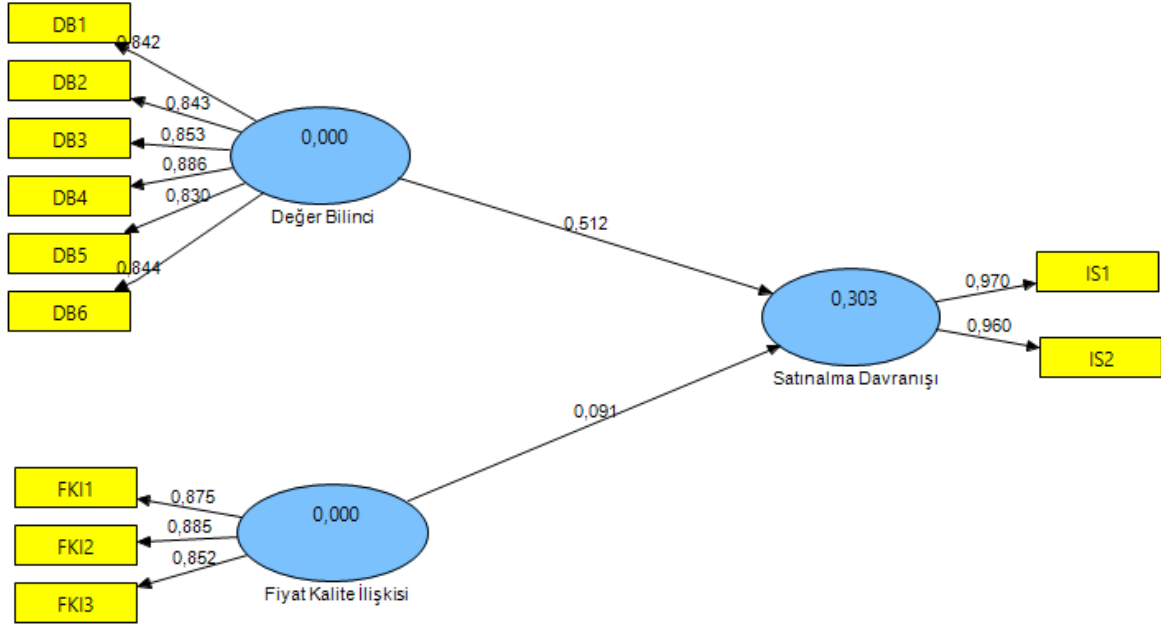 DB1
0,842
DB2
0,843
DB3
0,853
DB4
0,886
DB5
0,830
DB6
0,844
0,000
Değer Bilinci
0,512
0,303
Satınalma Davranışı
0,970
IS1
0,960
IS2
0,091
FKI1
0,875
FKI2
0,885
FKI3
0,852
0,000
Fiyat Kalite İlişkisi